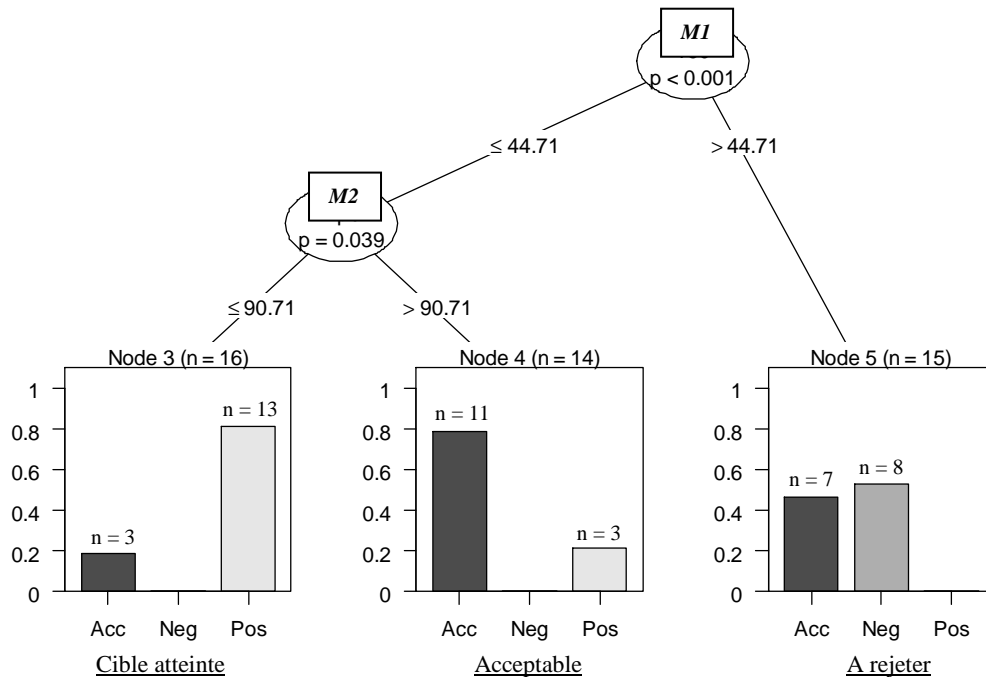 M1
p < 0.001
≤ 44.71
> 44.71
M2
p = 0.039
≤ 90.71
> 90.71
Node 3 (n = 16)
1
0.8
0.6
0.4
0.2
0
n = 3
n = 13
Acc Neg Pos
Cible atteinte
Node 4 (n = 14)
1
0.8
0.6
0.4
0.2
0
n = 11
n = 3
Acc Neg Pos
Acceptable
Node 5 (n = 15)
1
0.8
0.6
0.4
0.2
0
n = 7
n = 8
Acc Neg Pos
A rejeter